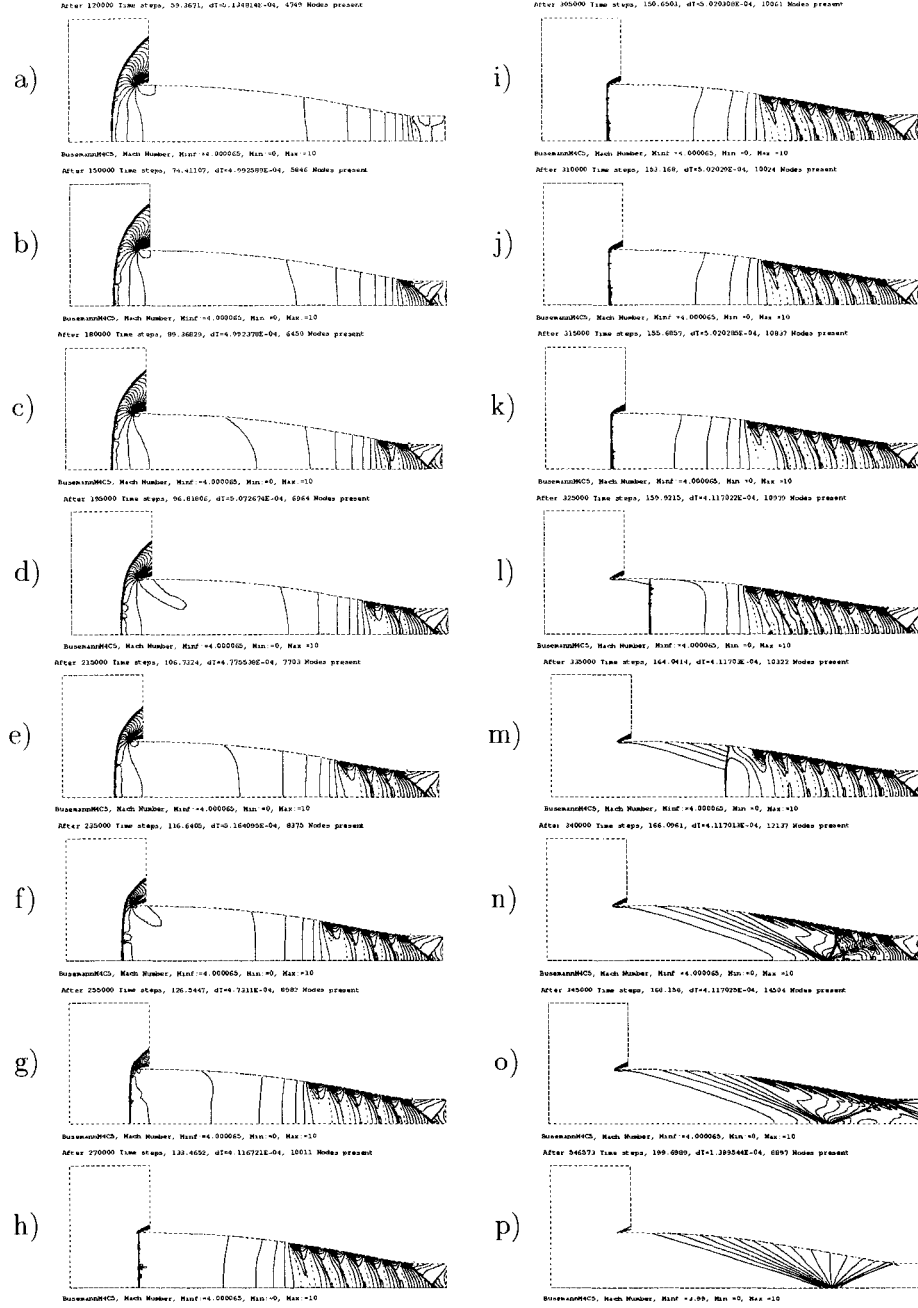 After 120000 Time steps, 59.3671, dT=5.134814E-04, 4749 Nodes present
a)
BusemannM4C5, Mach Number, Minf:=4.000065, Min:=0, Max:=10
After 150000 Time steps, 74.41107, dT=4.992589E-04, 5846 Nodes present
b)
BusemannM4C5, Mach Number, Minf:=4.000065, Min =0, Max:=10
After 180000 Time steps, 89.36829, dT=4.992378E-04, 6450 Nodes present
c)
BusemannM4C5, Mach Number, Minf:=4.000065, Min =0, Max:=10
After 195000 Time steps, 96.81806, dT=5.072674E-04, 6964 Nodes present
d)
BusemannM4C5, Mach Number, Minf:=4.000065, Min:=0, Max =10
After 215000 Time steps, 106.7324, dT=4.775538E-04, 7703 Nodes present
e)
BusemannM4C5, Mach Number, Minf:=4.000065, Min:=0, Max:=10
After 235000 Time steps, 116.6405, dT=5.164095E-04, 8375 Nodes present
f)
BusemannM4C5, Mach Number, Minf:=4.000065, Min:=0, Max:=10
After 255000 Time steps, 126.5447, dT=4.7311E-04, 8982 Nodes present
g)
BusemannM4C5, Mach Number, Minf:=4.000065, Min:=0, Max:=10
After 270000 Time steps, 133.4652, dT=4.116721E-04, 10011 Nodes present
h)
BusemannM4C5, Mach Number, Minf:=4.000065, Min:=0, Max:=10
After 305000 Time steps, 150.6503, dT=5.020308E-04, 10061 Nodes present
i)
BusemannM4C5, Mach Number, Minf =4.000065, Min =0, Max =10
After 310000 Time steps, 153.168, dT=5.02029E-04, 10024 Nodes present
j)
BusemannM4C5, Mach Number, Minf =4.000065, Min =0, Max =10
After 315000 Time steps, 155.6857, dT=5.020285E-04, 10837 Nodes present
k)
BusemannM4C5, Mach Number, Minf:=4.000065, Min =0, Max =10
After 325000 Time steps, 159.9215, dT=4.117022E-04, 10979 Nodes present
l)
BusemannM4C5, Mach Number, Minf =4.000065, Min =0, Max =10
After 335000 Time steps, 164.0414, dT=4.11703E-04, 10322 Nodes present
m)
BusemannM4C5, Mach Number, Minf:=4.000065, Min =0, Max =10
After 340000 Time steps, 166.0961, dT=4.117013E-04, 12137 Nodes present
n)
BusemannM4C5, Mach Number, Minf =4.000065, Min =0, Max =10
After 345000 Time steps, 168.158, dT=4.117025E-04, 14504 Nodes present
o)
BusemannM4C5, Mach Number, Minf =4.000065, Min =0, Max =10
After 546573 Time steps, 199.6989, dT=1.389544E-04, 6897 Nodes present
p)
BusemannM4C5, Mach Number, Minf =3.99, Min =0, Max =10